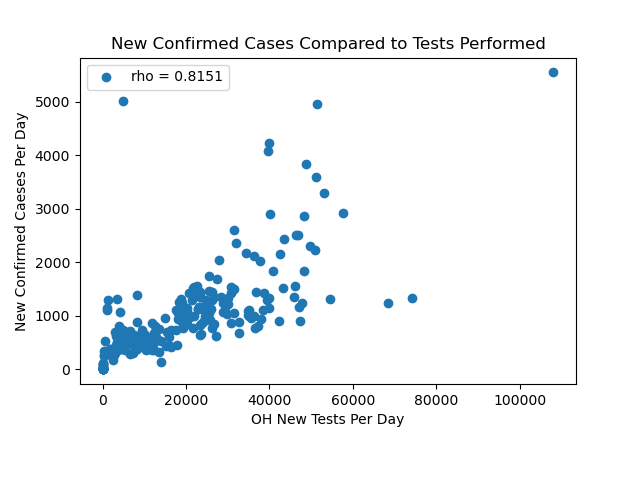 New Confirmed Cases Compared to Tests Performed
rho = 0.8151
New Confirmed Caeses Per Day
5000
4000
3000
2000
1000
0
0 20000 40000 60000 80000 100000
OH New Tests Per Day